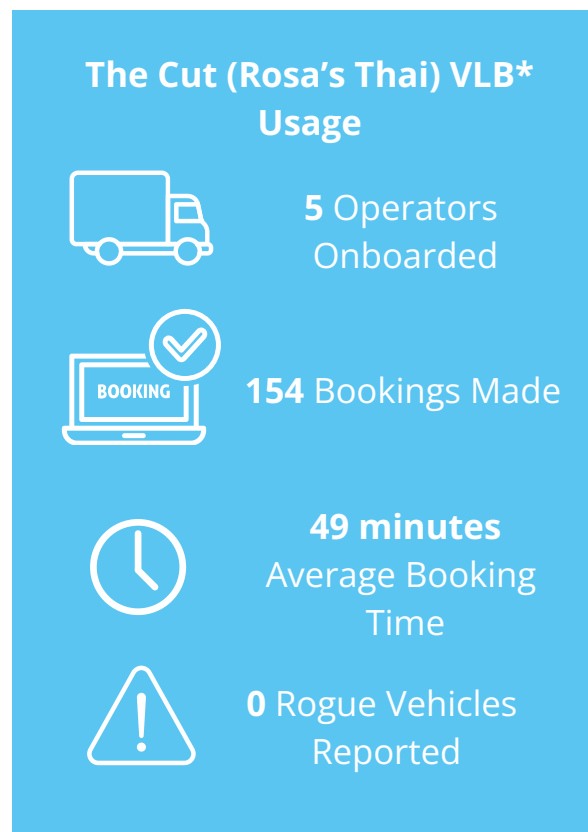 The Cut (Rosa’s Thai) VLB*
Usage
5 Operators
Onboarded
BOOKING
154 Bookings Made
49 minutes
Average Booking
Time
0 Rogue Vehicles
Reported